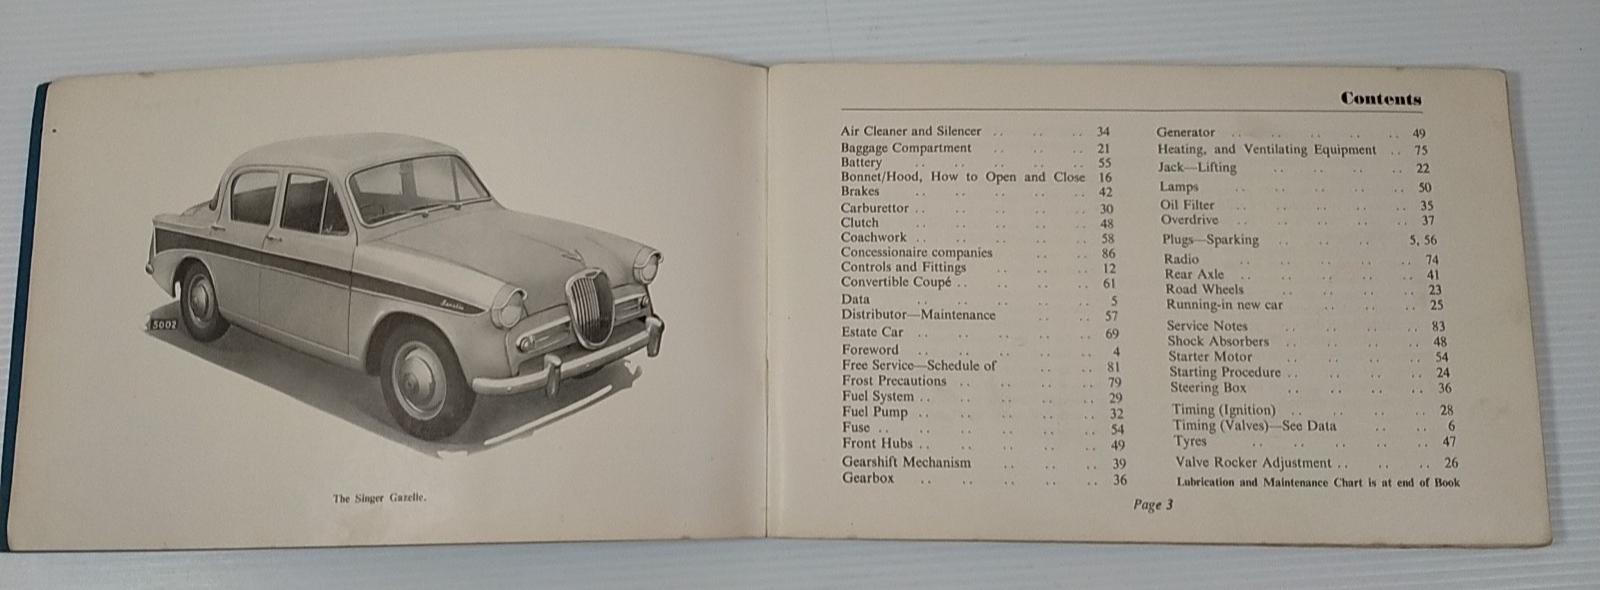 Gazelle
5002
The Singer Gazelle.
Contents
Air Cleaner and Silencer .. .. .. 34
Baggage Compartment .. .. .. 21
Battery .. .. .. .. .. 55
Bonnet/Hood, How to Open and Close 16
Brakes .. .. .. .. .. 42
Carburettor .. .. .. .. .. 30
Clutch .. .. .. .. .. 48
Coachwork .. .. .. .. .. 58
Concessionaire companies .. .. 86
Controls and Fittings .. .. .. 12
Convertible Coupé .. .. .. .. 61
Data .. .. .. .. .. 5
Distributor—Maintenance .. .. 57
Estate Car .. .. .. .. .. 69
Foreword .. .. .. .. .. 4
Free Service—Schedule of .. .. 81
Frost Precautions .. .. .. .. 79
Fuel System .. .. .. .. .. 29
Fuel Pump .. .. .. .. .. 32
Fuse .. .. .. .. .. .. 54
Front Hubs .. .. .. .. .. 49
Gearshift Mechanism .. .. .. 39
Gearbox .. .. .. .. .. 36
Generator .. .. .. .. .. 49
Heating, and Ventilating Equipment .. 75
Jack—Lifting .. .. .. .. 22
Lamps .. .. .. .. .. 50
Oil Filter .. .. .. .. .. 35
Overdrive .. .. .. .. .. 37
Plugs—Sparking .. .. .. 5, 56
Radio .. .. .. .. .. 74
Rear Axle .. .. .. .. .. 41
Road Wheels .. .. .. .. 23
Running-in new car .. .. .. 25
Service Notes .. .. .. .. 83
Shock Absorbers .. .. .. .. 48
Starter Motor .. .. .. .. 54
Starting Procedure .. .. .. .. 24
Steering Box .. .. .. .. 36
Timing (Ignition) .. .. .. .. 28
Timing (Valves)—See Data .. .. 6
Tyres .. .. .. .. .. 47
Valve Rocker Adjustment .. .. .. 26
Lubrication and Maintenance Chart is at end of Book
Page 3